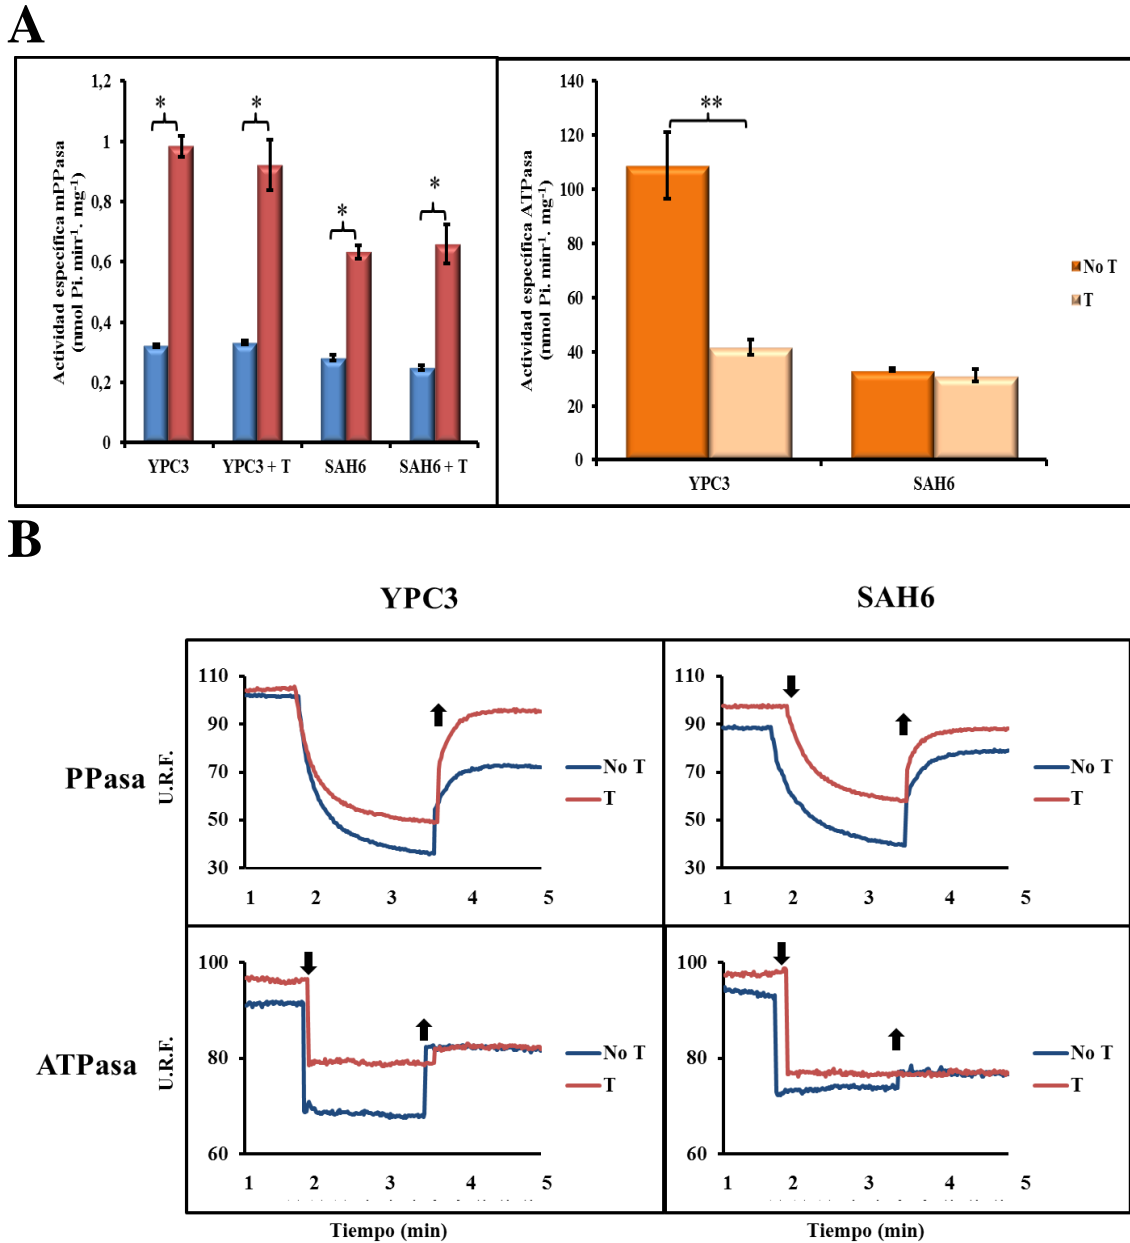 A
Actividad específica mPPasa
(nmol Pi. min-1. mg-1)
1,2
1
0,8
0,6
0,4
0,2
0
*
*
*
*
YPC3
YPC3 + T
SAH6
SAH6 + T
Actividad específica ATPasa
(nmol Pi. min-1. mg-1)
140
120
100
80
60
40
20
0
**
YPC3
SAH6
No T
T
B
YPC3
SAH6
PPasa
U.R.F.
110
90
70
50
30
1 2 3 4 5
No T
T
110
90
70
50
30
1 2 3 4 5
No T
T
ATPasa
U.R.F.
100
80
60
1 2 3 4 5
No T
T
100
80
60
1 2 3 4 5
No T
T
Tiempo (min)
Tiempo (min)